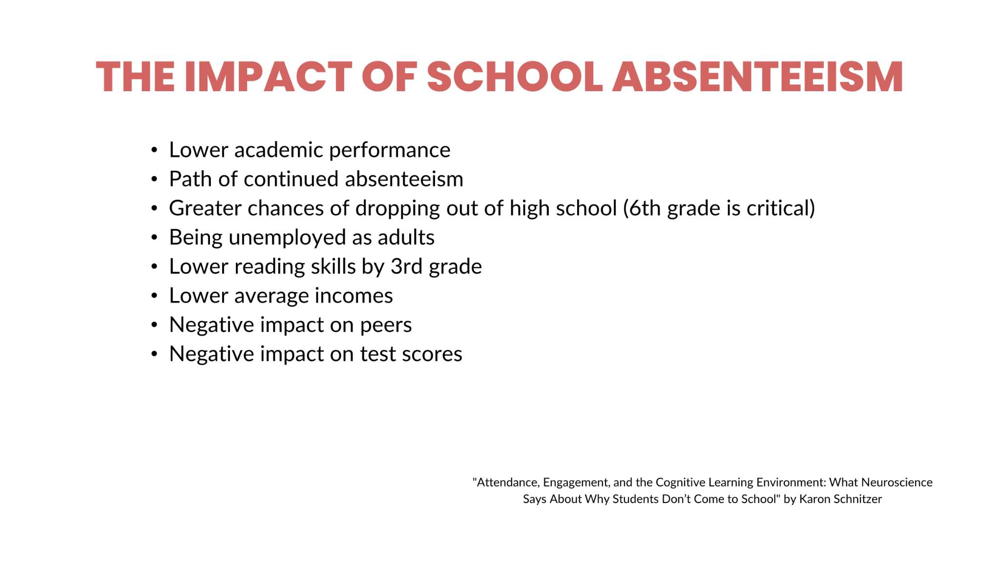 THE IMPACT OF SCHOOL ABSENTEEISM
• Lower academic performance
• Path of continued absenteeism
• Greater chances of dropping out of high school (6th grade is critical)
• Being unemployed as adults
• Lower reading skills by 3rd grade
• Lower average incomes
• Negative impact on peers
• Negative impact on test scores
"Attendance, Engagement, and the Cognitive Learning Environment: What Neuroscience
Says About Why Students Don’t Come to School" by Karon Schnitzer